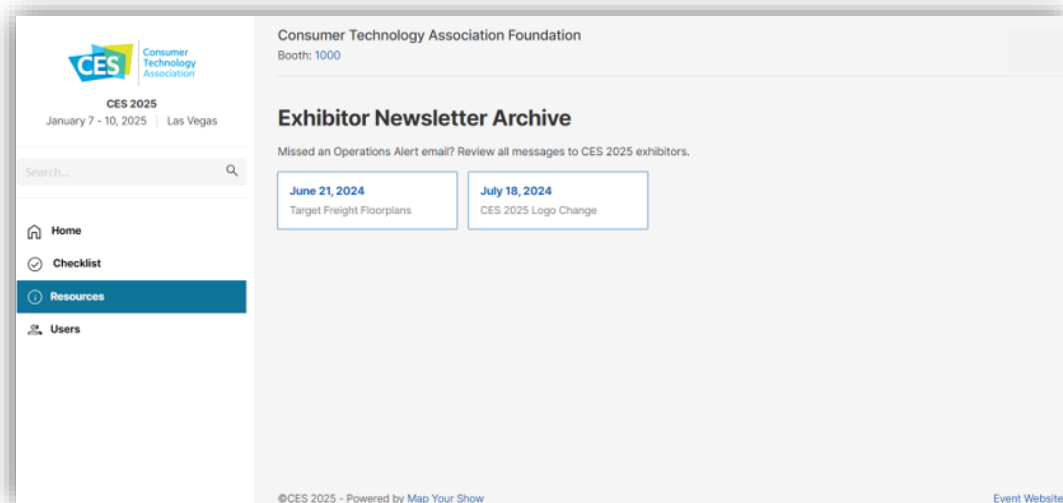 CES
Consumer
Technology
Association
CES 2025
January 7 - 10, 2025 | Las Vegas
Search...
Home
Checklist
Resources
Users
Consumer Technology Association Foundation
Booth: 1000
Exhibitor Newsletter Archive
Missed an Operations Alert email? Review all messages to CES 2025 exhibitors.
June 21, 2024
Target Freight Floorplans
July 18, 2024
CES 2025 Logo Change
©CES 2025 - Powered by Map Your Show
Event Website